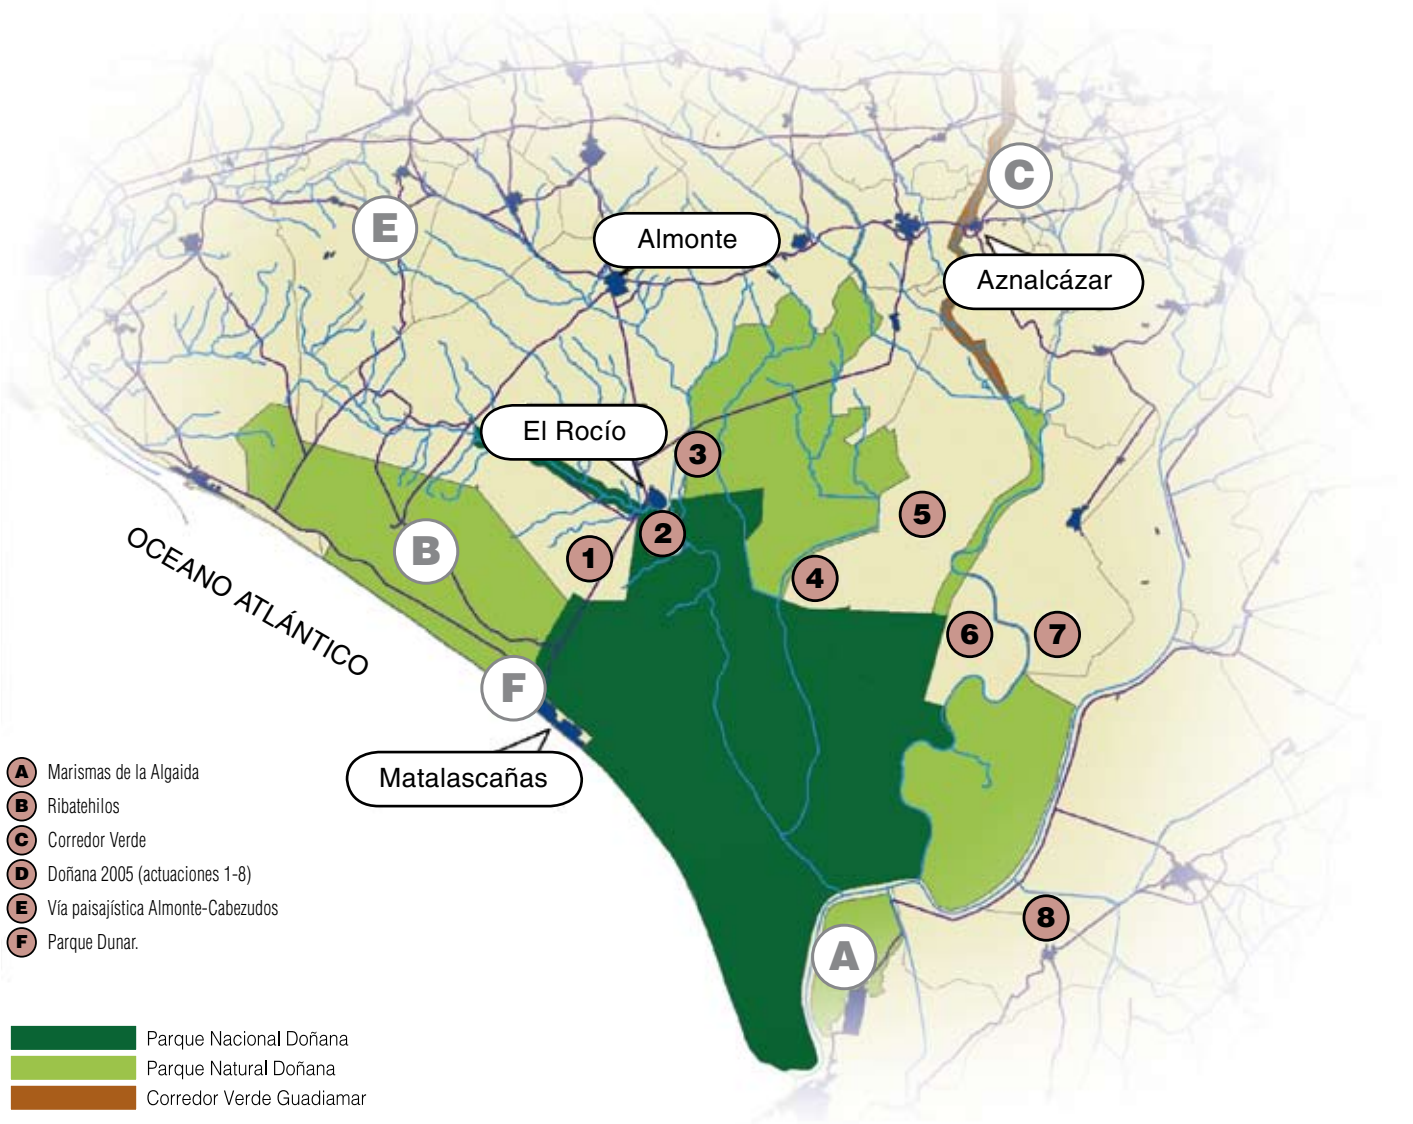 C
E
Almonte
Aznalcázar
El Rocío
3
5
2
B
1
4
OCEANO ATLÁNTICO
6
7
F
Matalascañas
A Marismas de la Algaida
B Ribatehilos
C Corredor Verde
D Doñana 2005 (actuaciones 1-8)
E Vía paisajística Almonte-Cabezudos
F Parque Dunar.
8
A
Parque Nacional Doñana
Parque Natural Doñana
Corredor Verde Guadiamar